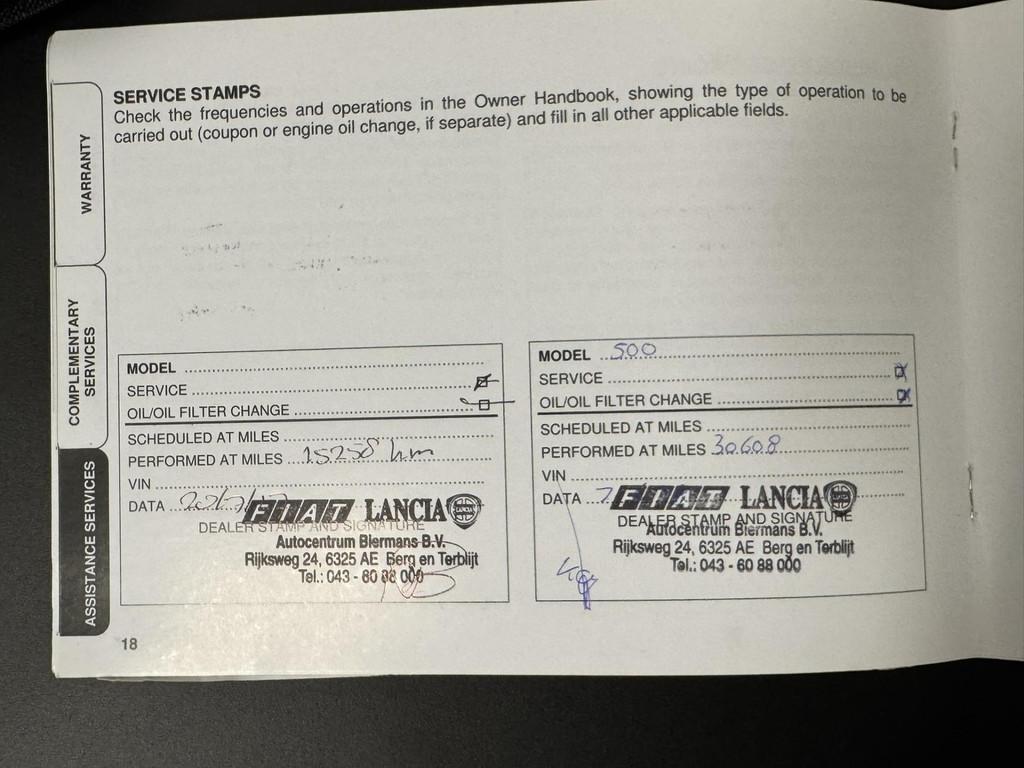 SERVICE STAMPS
Check the frequencies and operations in the Owner Handbook, showing the type of operation to be
carried out (coupon or engine oil change, if separate) and fill in all other applicable fields.
WARRANTY
COMPLEMENTARY
SERVICES
ASSISTANCE SERVICES
MODEL
SERVICE
OIL/OIL FILTER CHANGE
SCHEDULED AT MILES
PERFORMED AT MILES 15258 km
VIN
DATA
FIAT LANCIA
DEALER STAMP AND SIGNATURE
Autocentrum Blermans B.V.
Rijksweg 24, 6325 AE Berg en Terblijt
Tel.: 043 - 60 88 000
MODEL 500
SERVICE
OIL/OIL FILTER CHANGE
SCHEDULED AT MILES
PERFORMED AT MILES 30608
VIN
DATA 7
FIAT LANCIA
DEALER STAMP AND SIGNATURE
Autocentrum Blermans B.V.
Rijksweg 24, 6325 AE Berg en Terblijt
Tel.: 043 - 60 88 000
18